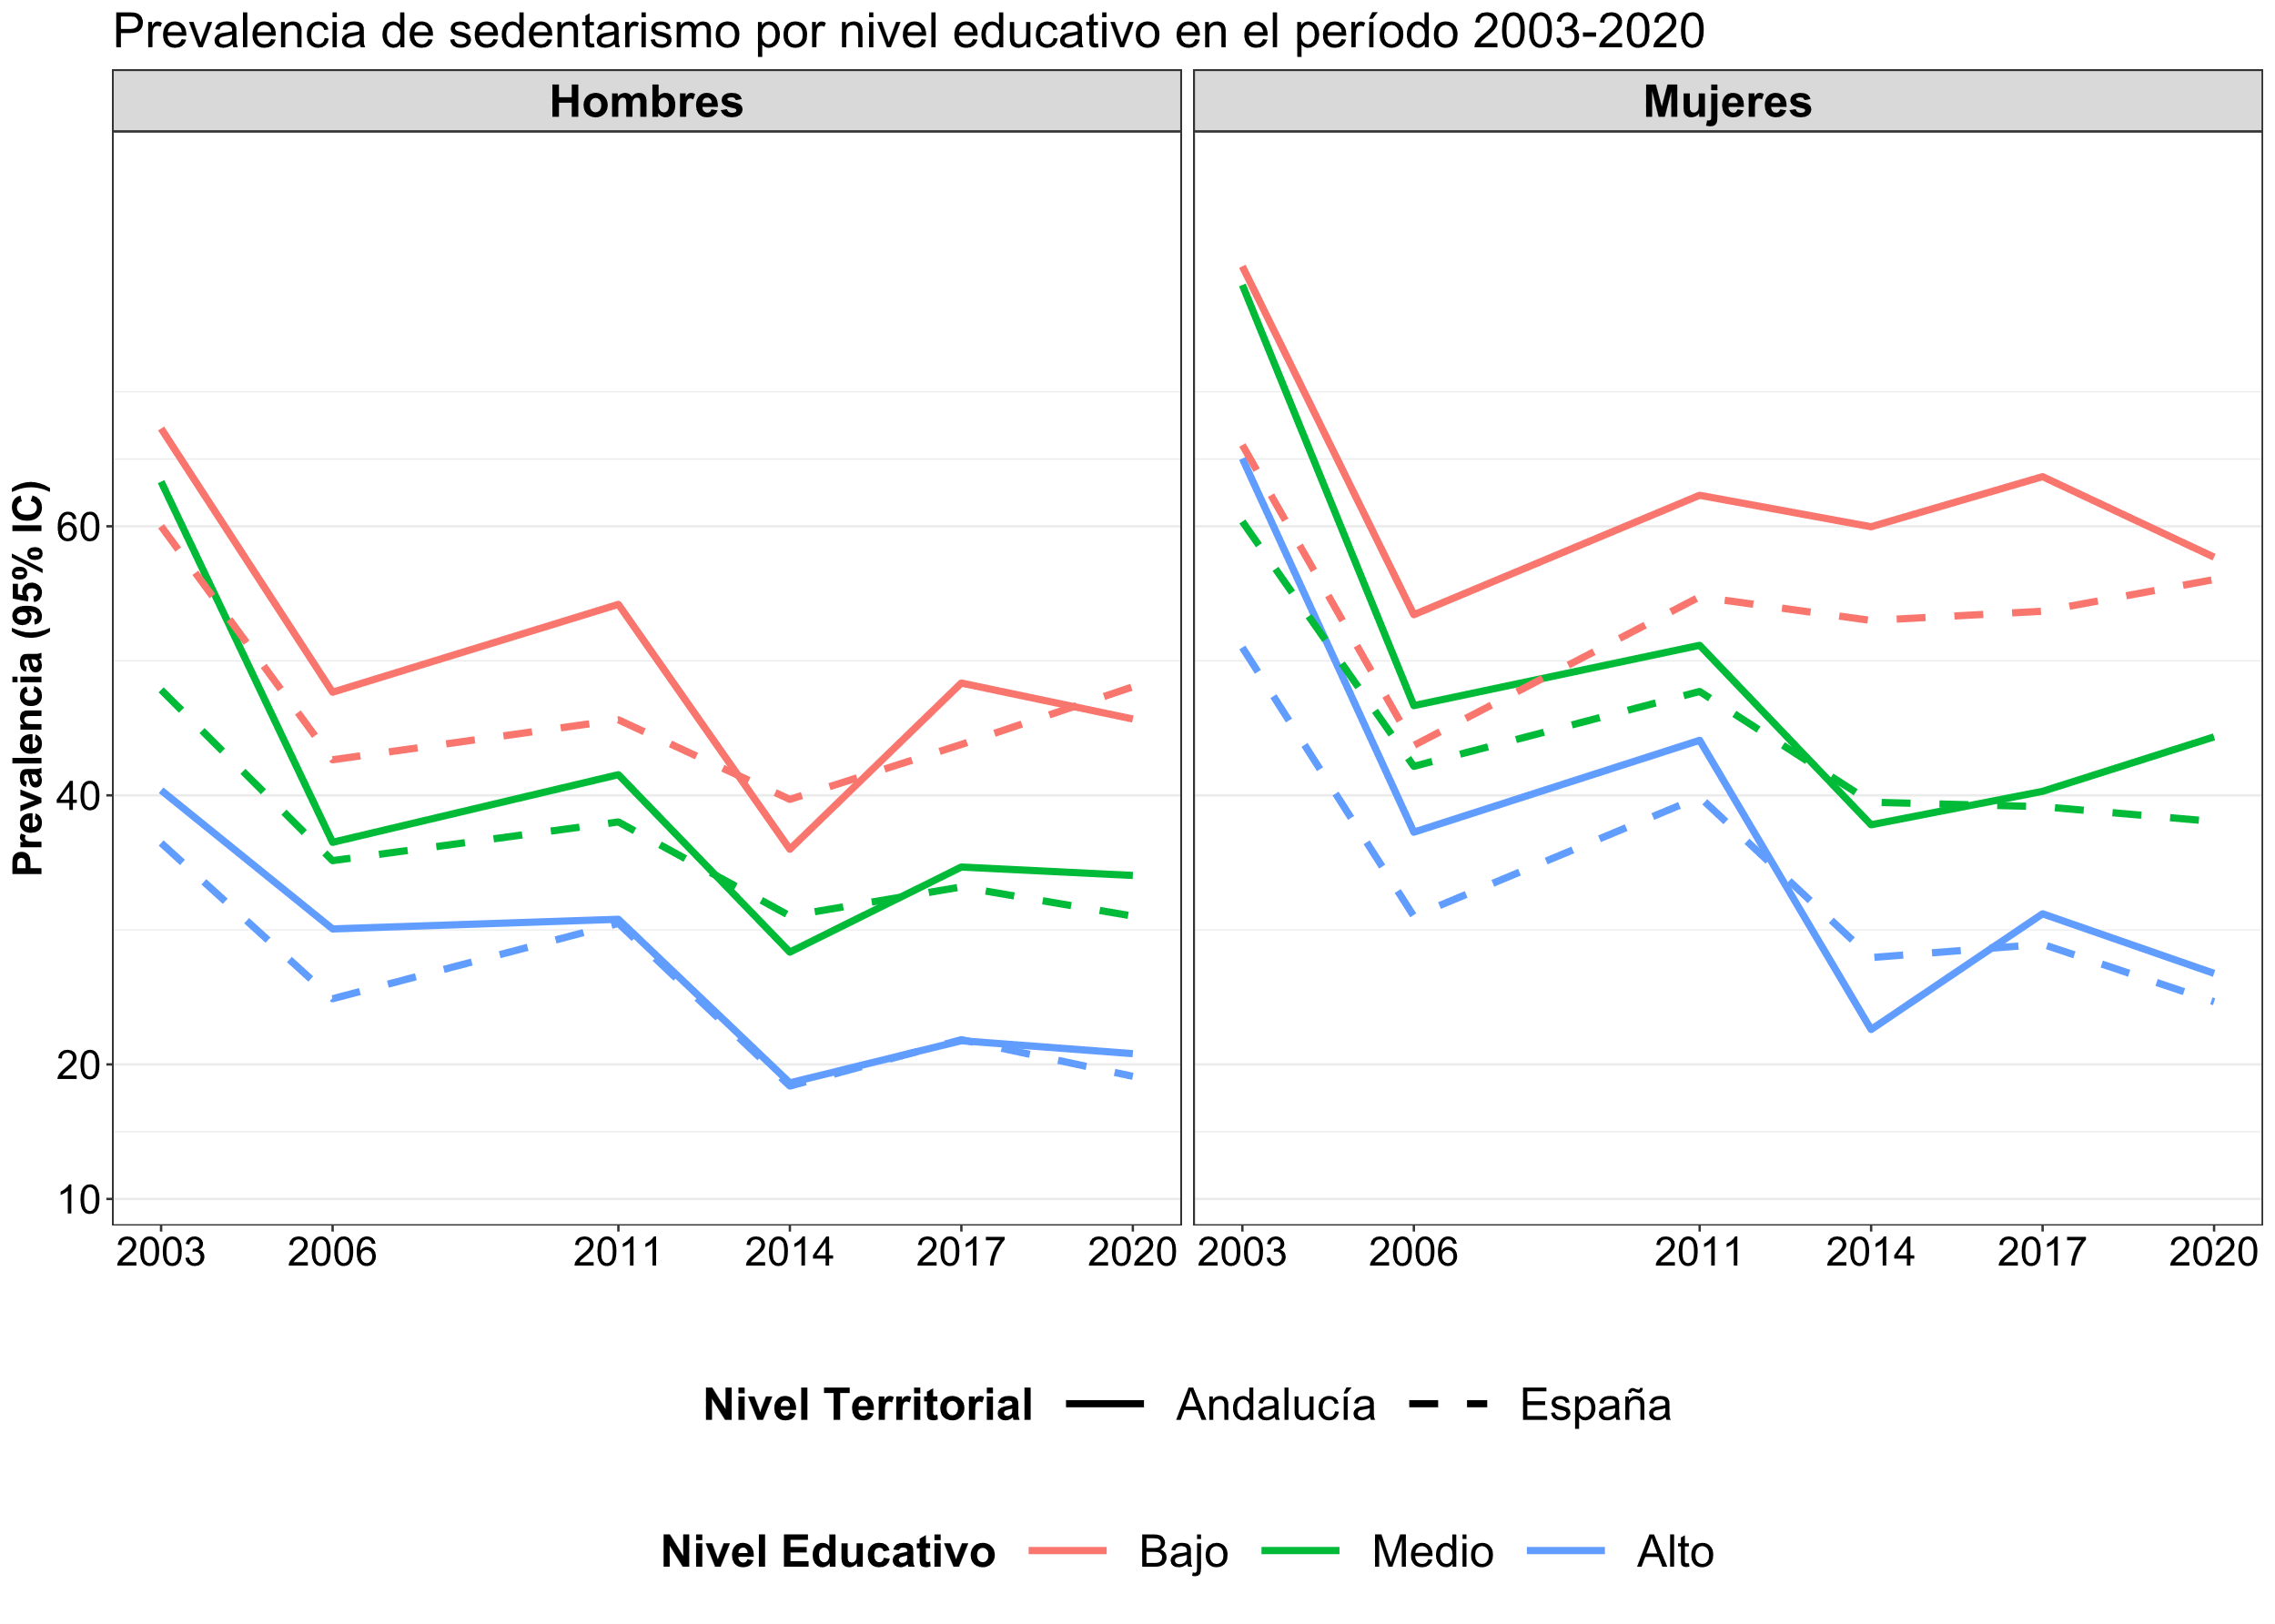 Prevalencia de sedentarismo por nivel educativo en el período 2003-2020
Hombres
Mujeres
Prevalencia (95% IC)
60
40
20
10
2003 2006 2011 2014 2017 2020
2003 2006 2011 2014 2017 2020
Nivel Territorial Andalucía España
Nivel Educativo Bajo Medio Alto